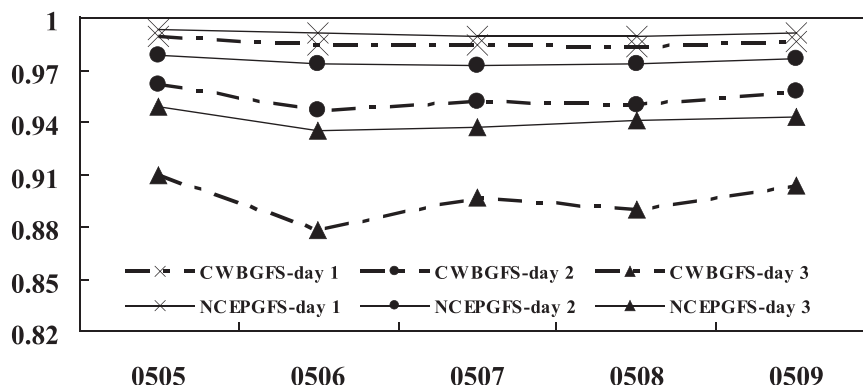 1
0.97
0.94
0.91
0.88
0.85
0.82
CWBGFS-day 1 CWBGFS-day 2 CWBGFS-day 3
NCEPGFS-day 1 NCEPGFS-day 2 NCEPGFS-day 3
0505 0506 0507 0508 0509